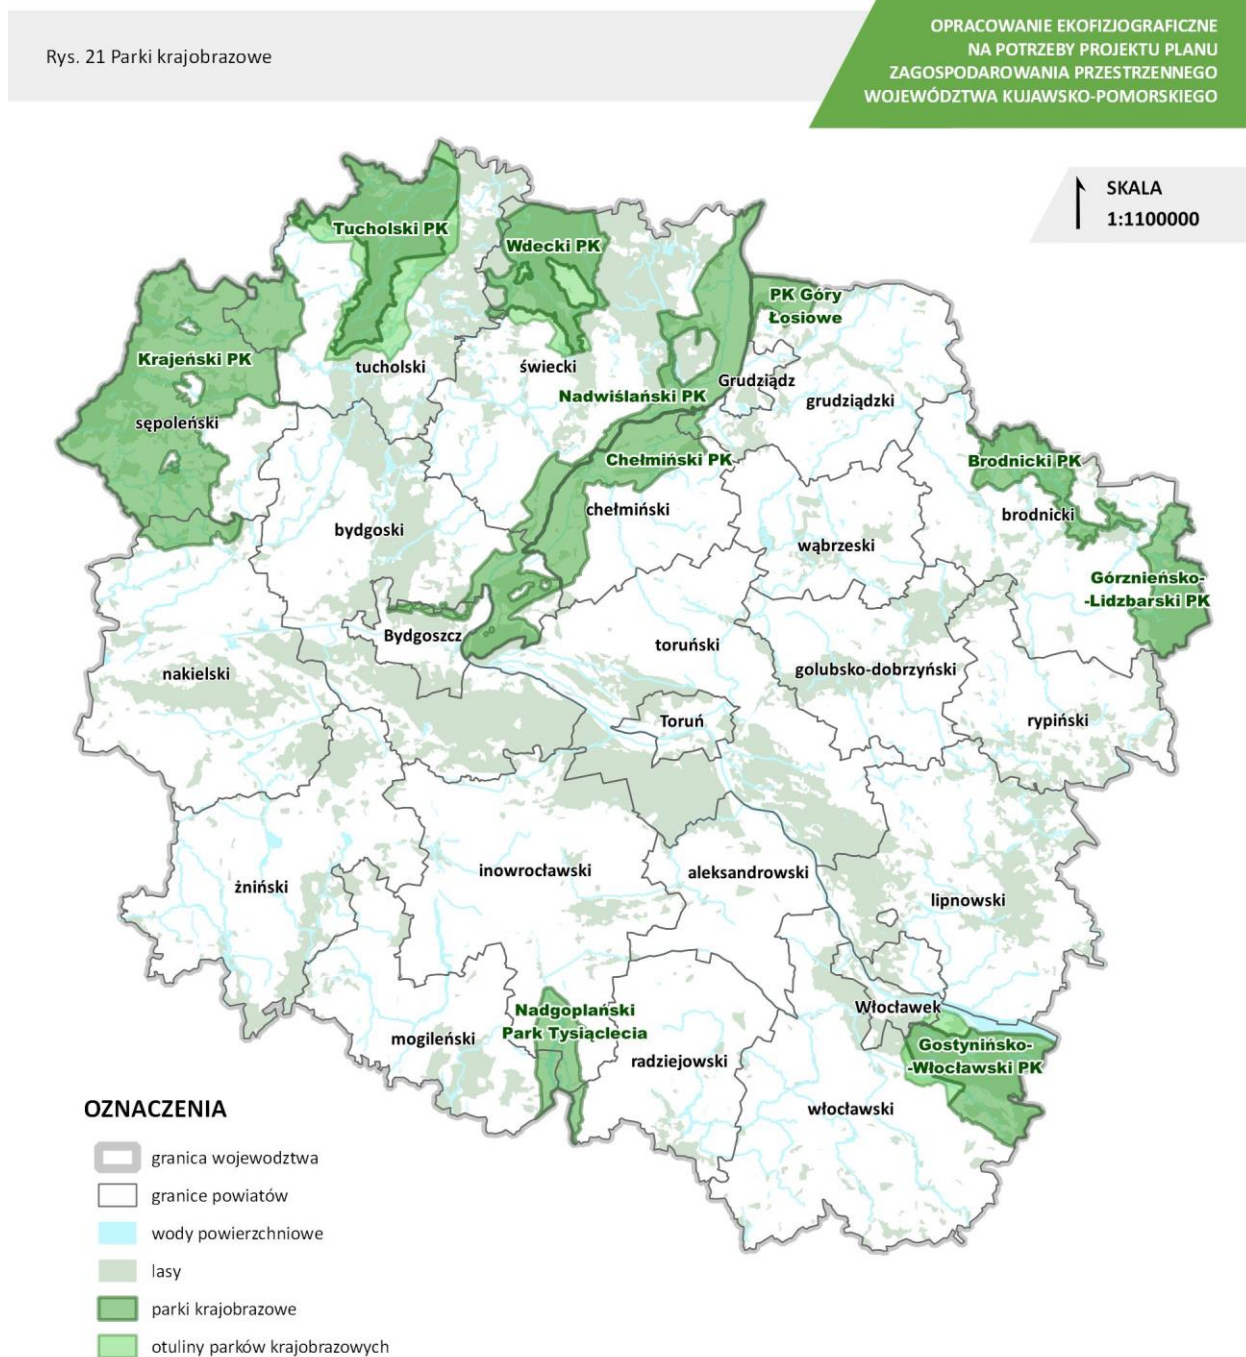 Rys. 21 Parki krajobrazowe
OPRACOWANIE EKOFIZJOGRAFICZNE
NA POTRZEBY PROJEKTU PLANU
ZAGOSPODAROWANIA PRZESTRZENNEGO
WOJEWÓDZTWA KUJAWSKO-POMORSKIEGO
SKALA
1:1100000
Tucholski PK
Wdecki PK
PK Góry
Łosiowe
Krajeński PK
tucholski
świecki
Grudziądz
Nadwiślański PK
grudziądzki
sępoleński
Chełmiński PK
Brodnicki PK
chełmiński
brodnicki
bydgoski
wąbrzeski
Górznieńsko-
-Lidzbarski PK
Bydgoszcz
toruński
nakielski
golubsko-dobrzyński
Toruń
rypiński
inowrocławski
aleksandrowski
żniński
lipnowski
Nadgoplański
Park Tysiąclecia
Włocławek
mogileński
radziejowski
Gostynińsko-
-Włocławski PK
włocławski
OZNACZENIA
granica wojewodztwa
granice powiatów
wody powierzchniowe
lasy
parki krajobrazowe
otuliny parków krajobrazowych